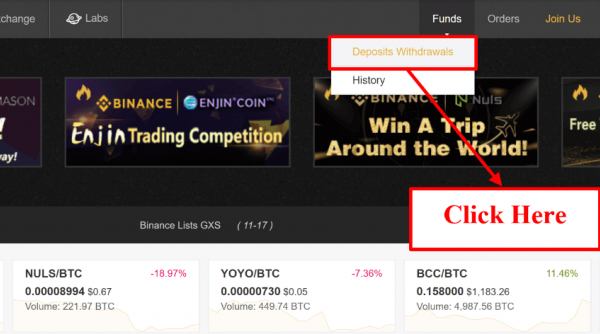 change Labs Funds Orders Join Us
Deposits Withdrawals
History
MASON
!
way!
BINANCE ENJIN COIN
Enjin Trading Competition
BINANCE Nuls
Win A Trip
Around the World!
Free
Click Here
Binance Lists GXS ( 11-17 )
NULS/BTC -18.97%
0.00008994 $0.67
Volume: 221.97 BTC
YOYO/BTC -7.36%
0.00000730 $0.05
Volume: 449.74 BTC
BCC/BTC 11.46%
0.158000 $1,183.26
Volume: 4,987.56 BTC